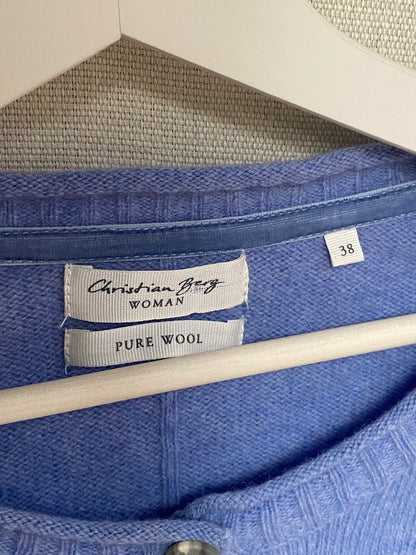 Christian Berg
WOMAN
38
PURE WOOL